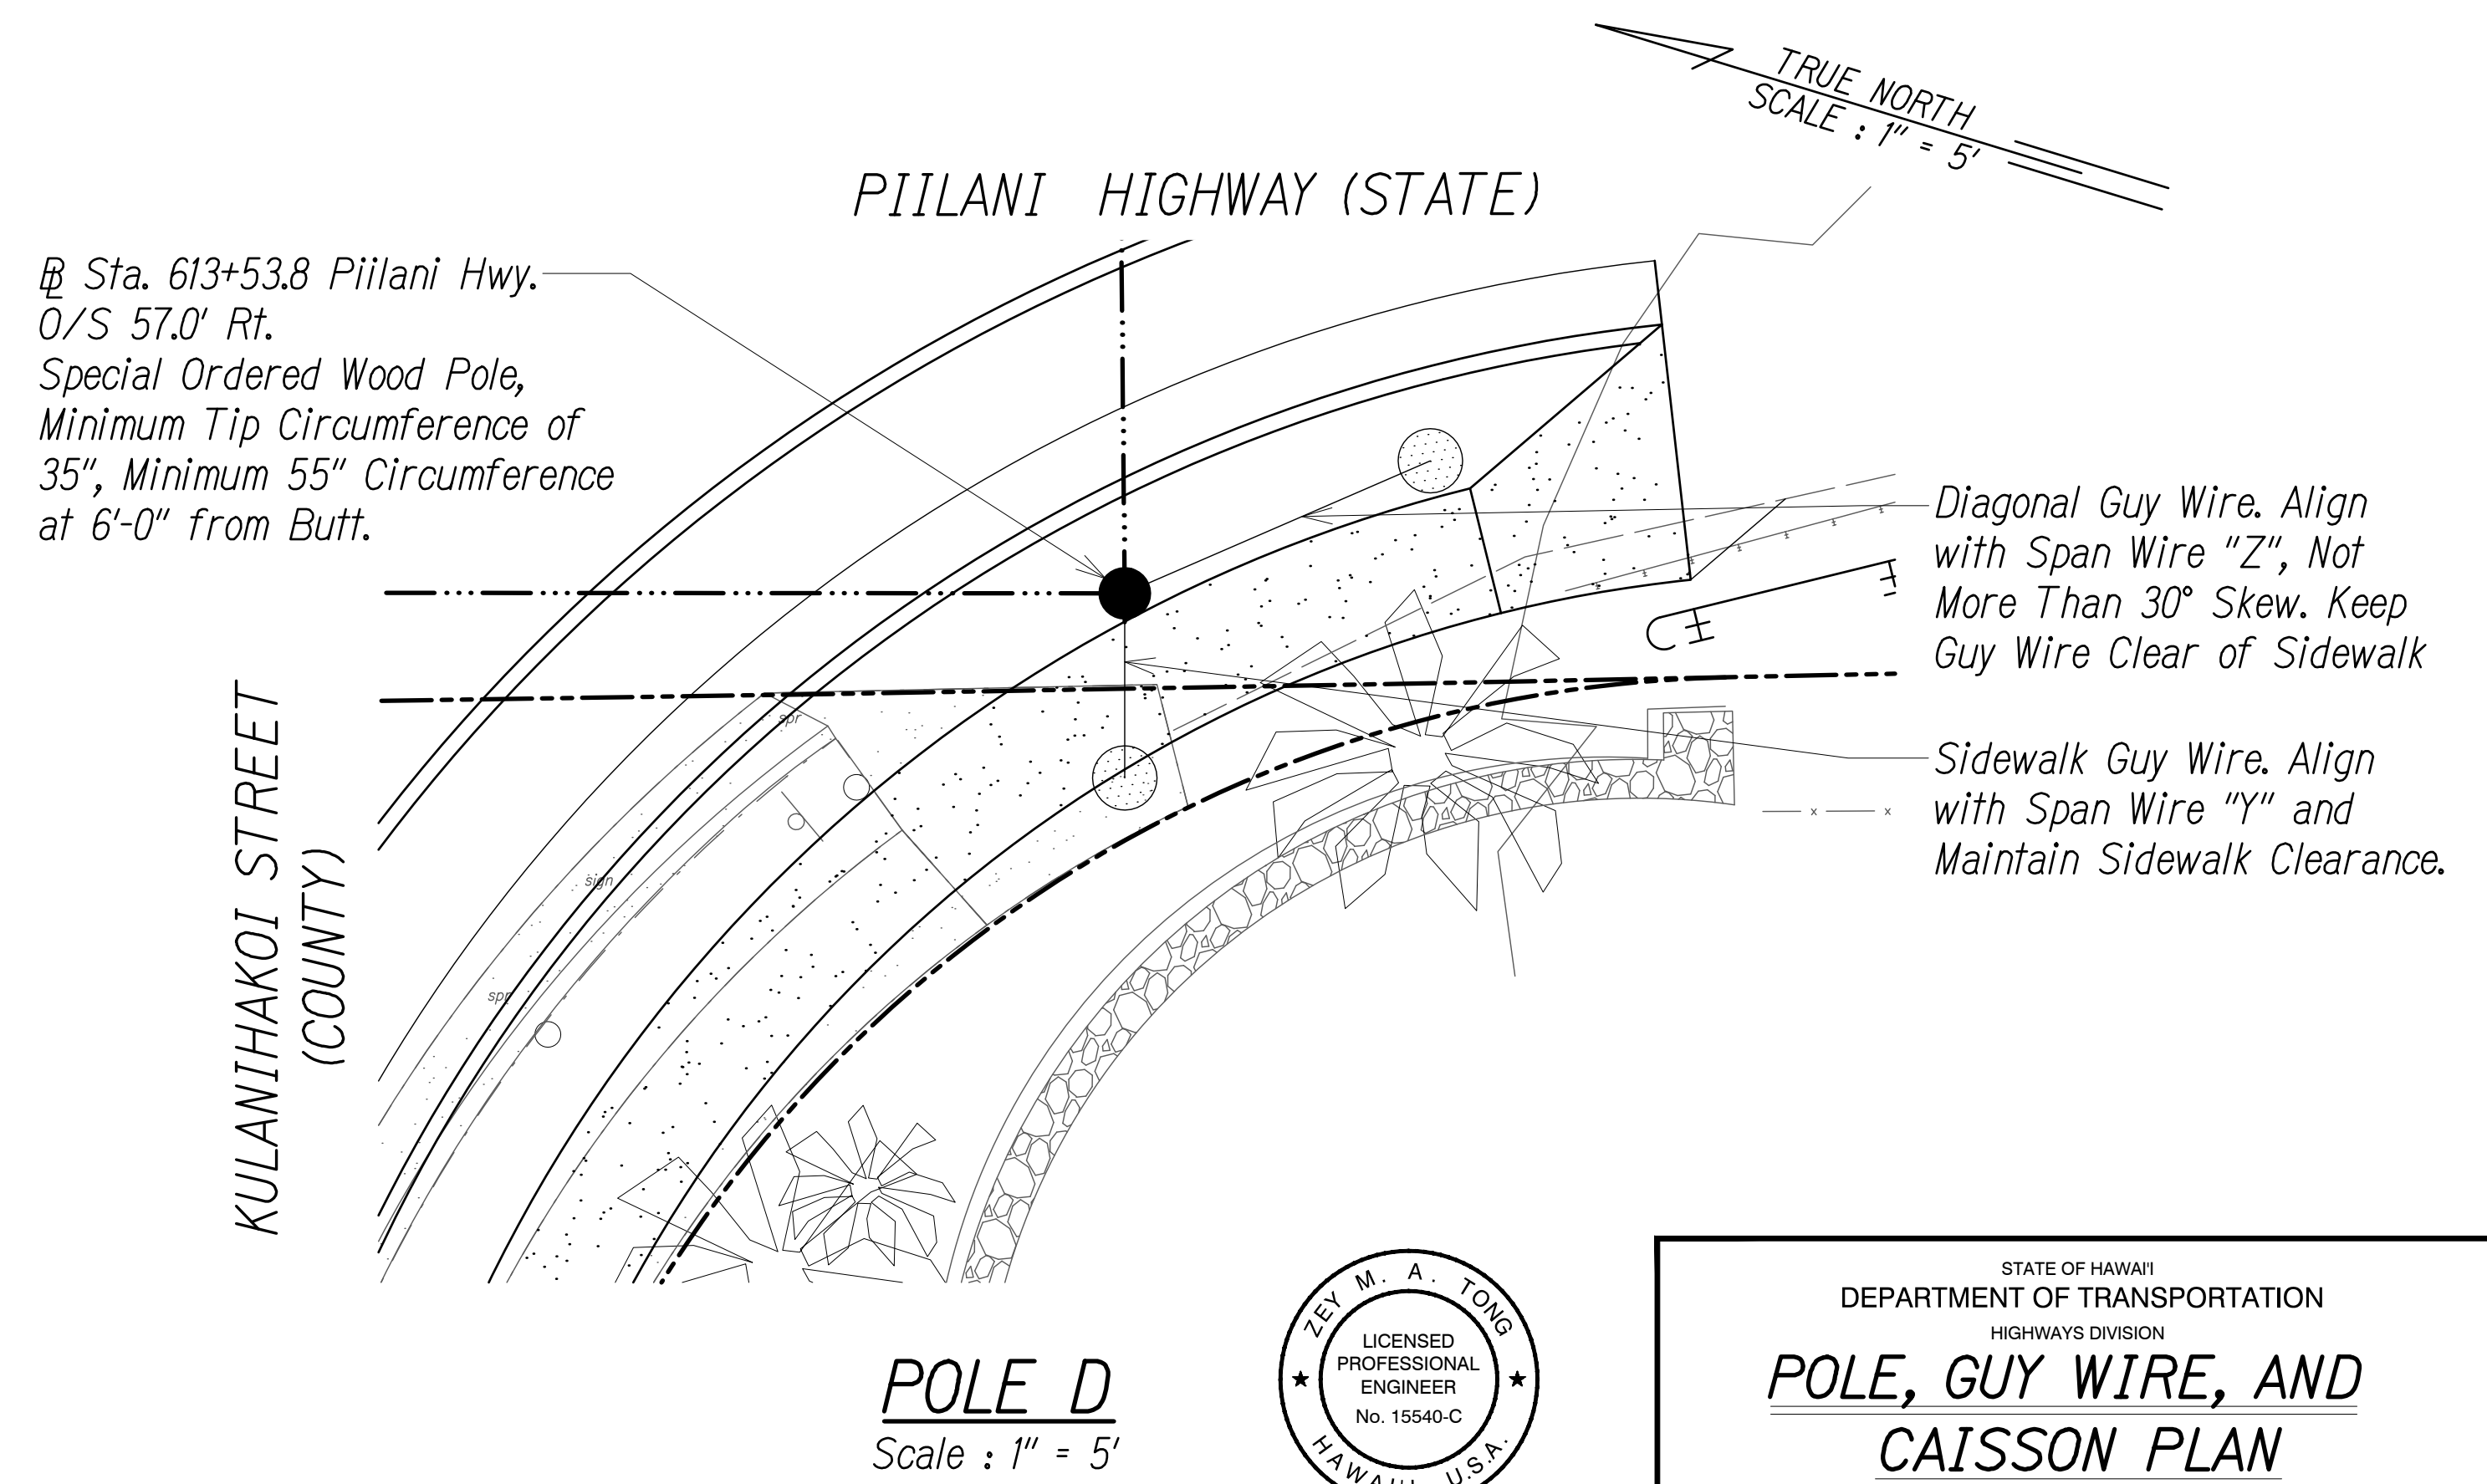 TRUE NORTH
SCALE : 1" = 5'
PIILANI HIGHWAY (STATE)
℄ Sta. 613+53.8 Piilani Hwy.
O/S 57.0' Rt.
Special Ordered Wood Pole,
Minimum Tip Circumference of
35", Minimum 55" Circumference
at 6'-0" from Butt.
Diagonal Guy Wire. Align
with Span Wire "Z", Not
More Than 30° Skew. Keep
Guy Wire Clear of Sidewalk
Sidewalk Guy Wire. Align
with Span Wire "Y" and
Maintain Sidewalk Clearance.
KULANIHAKOI STREET
(COUNTY)
spr
sign
spr
x x
POLE D
Scale : 1" = 5'
ZEY M. A. TONG
LICENSED
PROFESSIONAL
ENGINEER
No. 15540-C
HAWAI'I U.S.A.
STATE OF HAWAI'I
DEPARTMENT OF TRANSPORTATION
HIGHWAYS DIVISION
POLE, GUY WIRE, AND
CAISSON PLAN